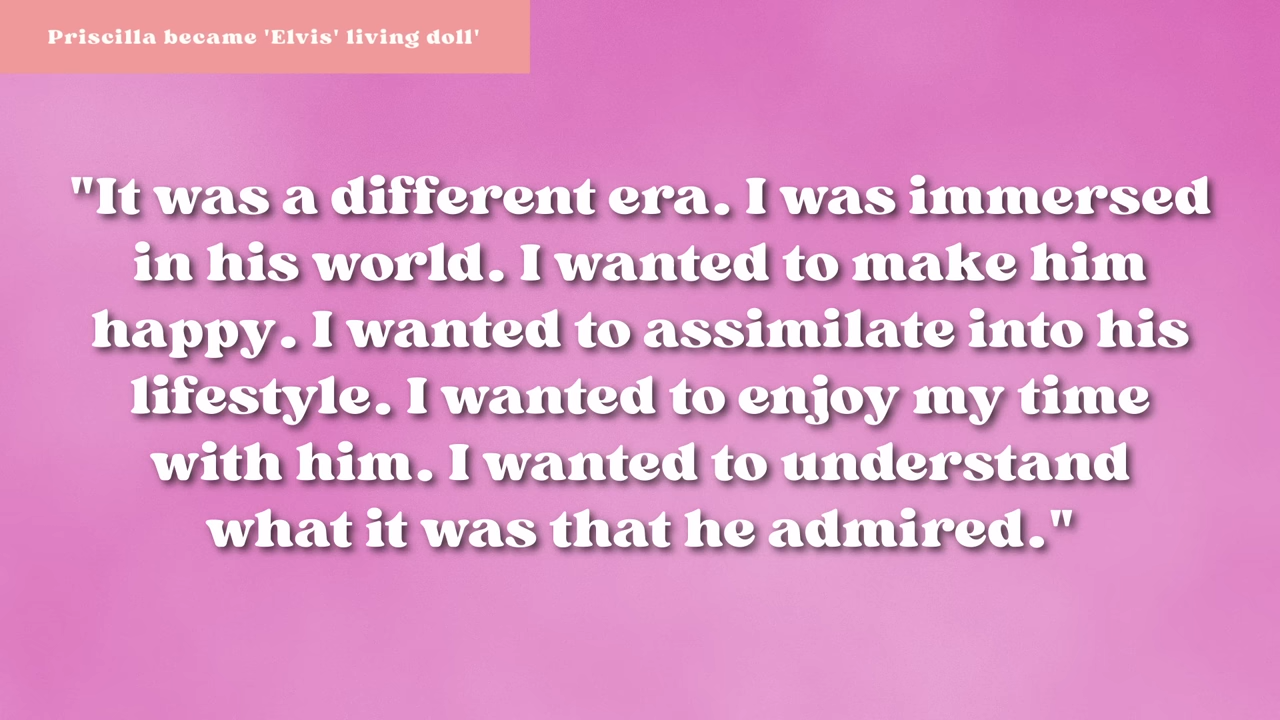 Priscilla became 'Elvis' living doll'
"It was a different era. I was immersed
in his world. I wanted to make him
happy. I wanted to assimilate into his
lifestyle. I wanted to enjoy my time
with him. I wanted to understand
what it was that he admired."